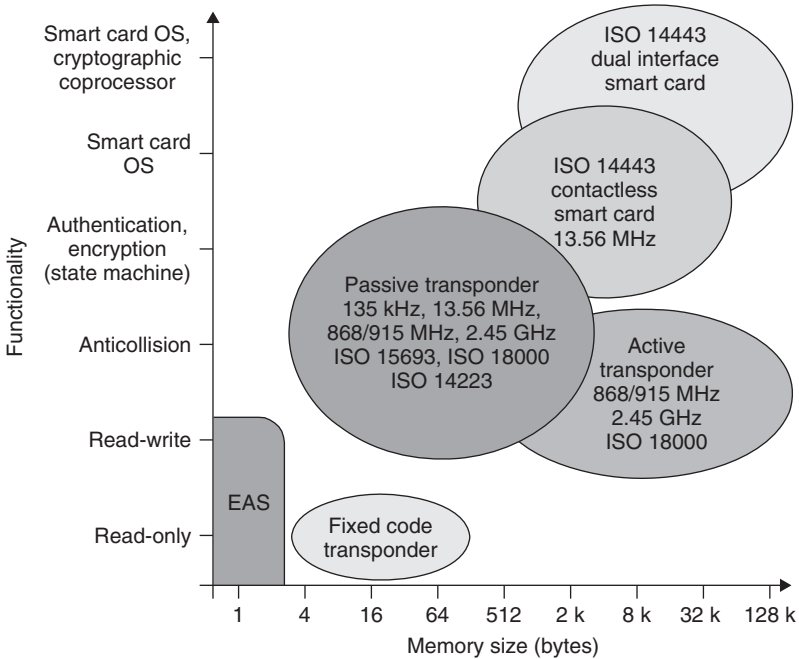 Smart card OS,
cryptographic
coprocessor
Smart card
OS
Authentication,
encryption
(state machine)
Anticollision
Read-write
Read-only
Functionality
ISO 14443
dual interface
smart card
ISO 14443
contactless
smart card
13.56 MHz
Passive transponder
135 kHz, 13.56 MHz,
868/915 MHz, 2.45 GHz
ISO 15693, ISO 18000
ISO 14223
Active
transponder
868/915 MHz
2.45 GHz
ISO 18000
EAS
Fixed code
transponder
1 4 16 64 512 2 k 8 k 32 k 128 k
Memory size (bytes)